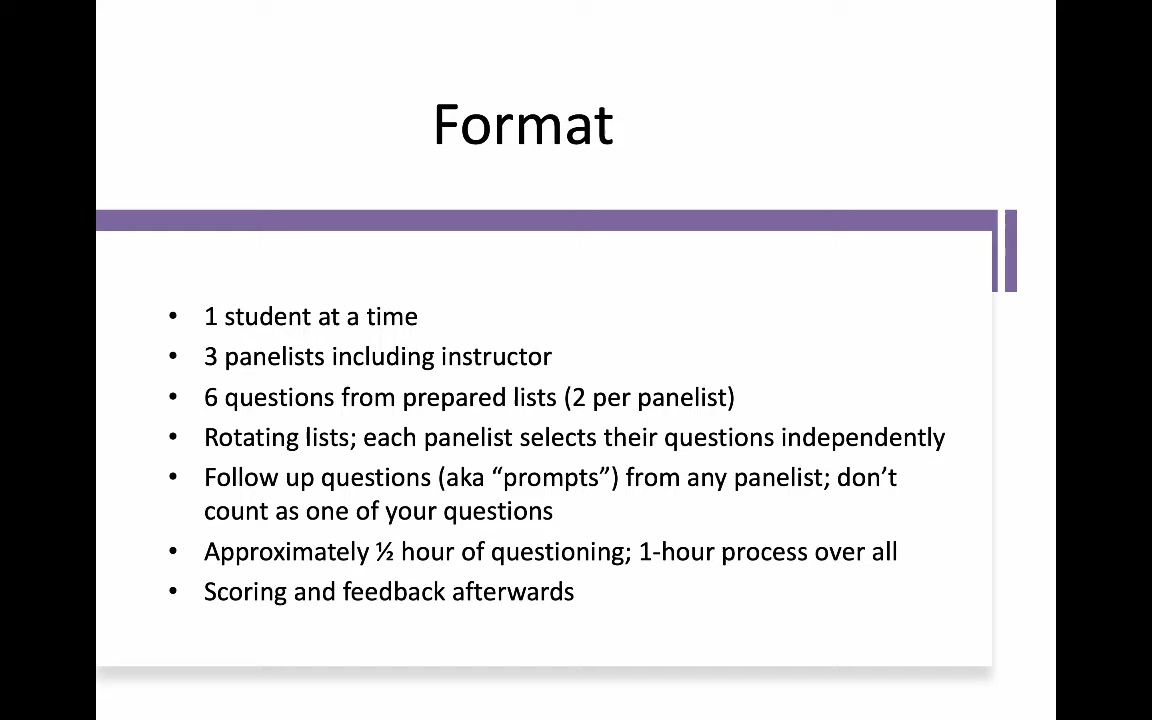 Format
• 1 student at a time
• 3 panelists including instructor
• 6 questions from prepared lists (2 per panelist)
• Rotating lists; each panelist selects their questions independently
• Follow up questions (aka “prompts”) from any panelist; don’t
count as one of your questions
• Approximately ½ hour of questioning; 1-hour process over all
• Scoring and feedback afterwards